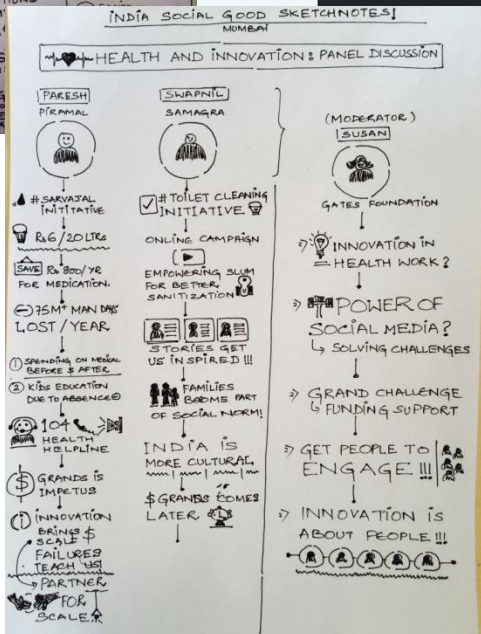 INDIA SOCIAL GOOD SKETCHNOTES!
MUMBAI
HEALTH AND INNOVATION: PANEL DISCUSSION
PARESH
PIRAMAL
#SARVAJAL
INITITATIVE
Rs 6/20 LTRS
SAVE Rs 800/YR
FOR MEDICATION.
75M+ MAN DAYS
LOST/YEAR
① SPENDING ON MEDICAL
BEFORE $ AFTER
② KIDS EDUCATION
DUE TO ABSENCE
104
HEALTH
HELPLINE
$ GRANDS IS
IMPETUS
INNOVATION
BRINGS $
SCALE
FAILURES
TEACH US!
PARTNER
FOR
SCALE
SWAPNIL
SAMAGRA
#TOILET CLEANING
INITIATIVE
ONLINE CAMPAIGN
EMPOWERING SLUM
FOR BETTER
SANITIZATION
STORIES GET
US INSPIRED!!!
FAMILIES
BECOME PART
OF SOCIAL NORM!
INDIA IS
MORE CULTURAL
$ GRANDS COMES
LATER
(MODERATOR)
SUSAN
GATES FOUNDATION
INNOVATION IN
HEALTH WORK?
POWER OF
SOCIAL MEDIA?
SOLVING CHALLENGES
GRAND CHALLENGE
FUNDING SUPPORT
GET PEOPLE TO
ENGAGE!!!
INNOVATION IS
ABOUT PEOPLE!!!